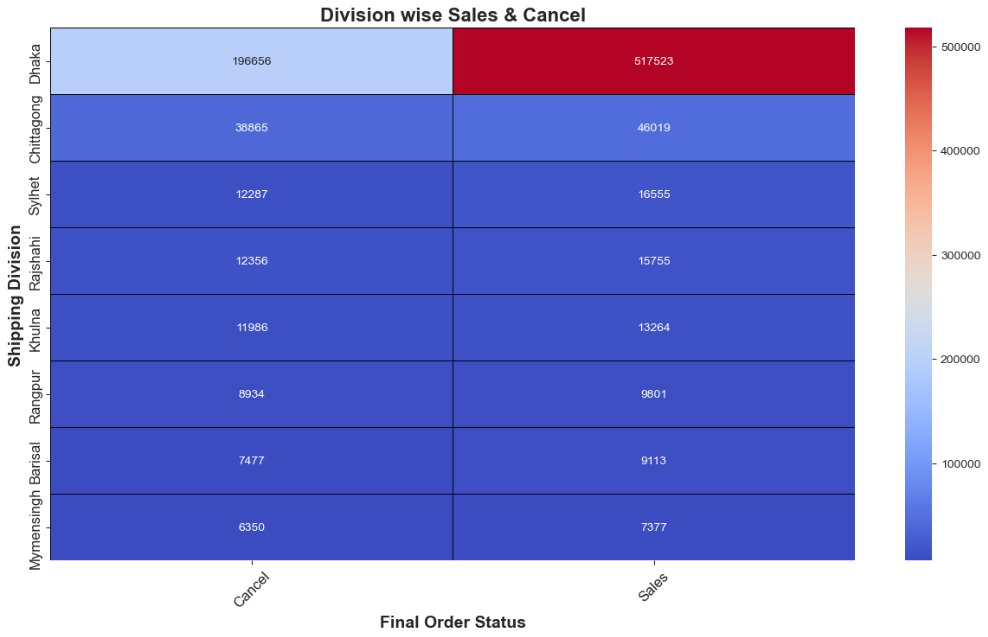 Division wise Sales & Cancel
Shipping Division
Dhaka 196656 517523
Chittagong 38865 46019
Sylhet 12287 16555
Rajshahi 12356 15755
Khulna 11986 13264
Rangpur 8934 9801
Barisal 7477 9113
Mymensingh 6350 7377
Cancel Sales
Final Order Status
500000
400000
300000
200000
100000